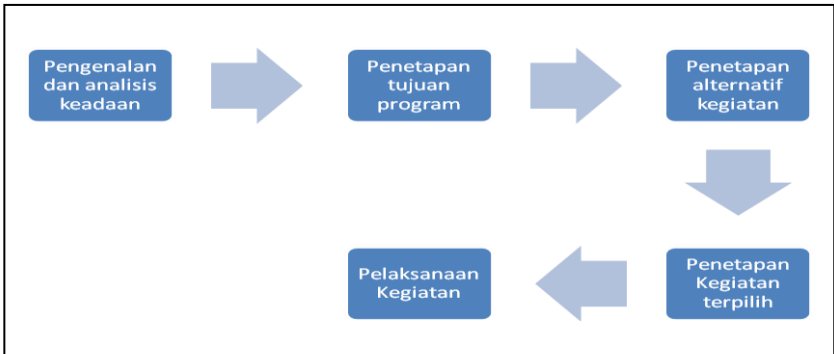 Pengenalan
dan analisis
keadaan
Penetapan
tujuan
program
Penetapan
alternatif
kegiatan
Penetapan
Kegiatan
terpilih
Pelaksanaan
Kegiatan